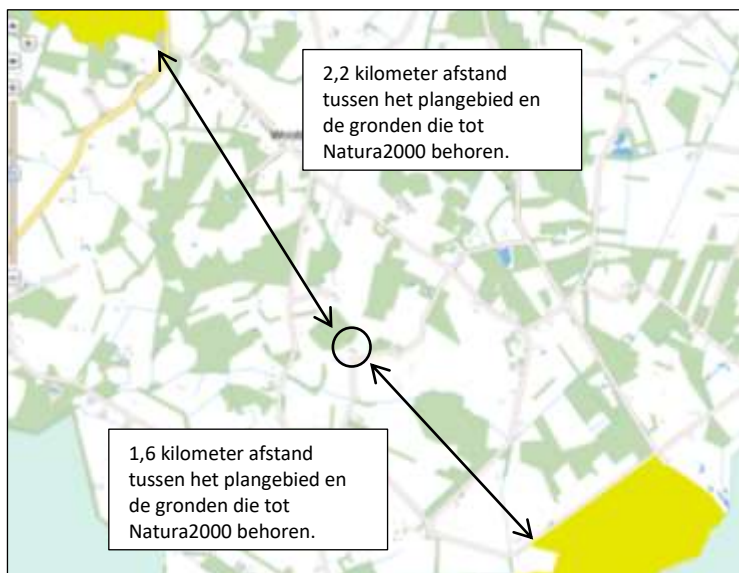 2,2 kilometer afstand
tussen het plangebied en
de gronden die tot
Natura2000 behoren.
1,6 kilometer afstand
tussen het plangebied en
de gronden die tot
Natura2000 behoren.